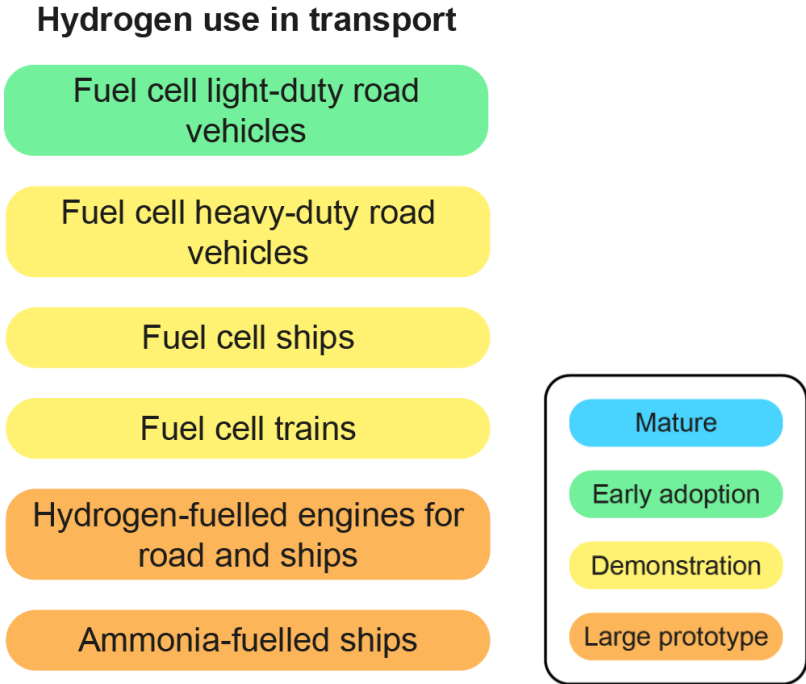 Hydrogen use in transport
Fuel cell light-duty road
vehicles
Fuel cell heavy-duty road
vehicles
Fuel cell ships
Fuel cell trains
Hydrogen-fuelled engines for
road and ships
Ammonia-fuelled ships
Mature
Early adoption
Demonstration
Large prototype